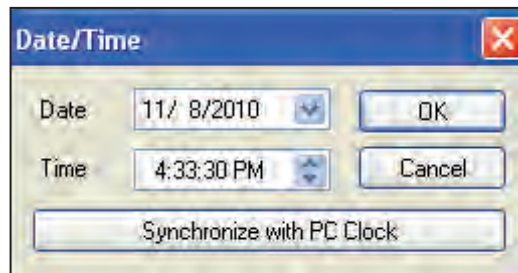 Date/Time
Date 11/ 8/2010 OK
Time 4:33:30 PM Cancel
Synchronize with PC Clock